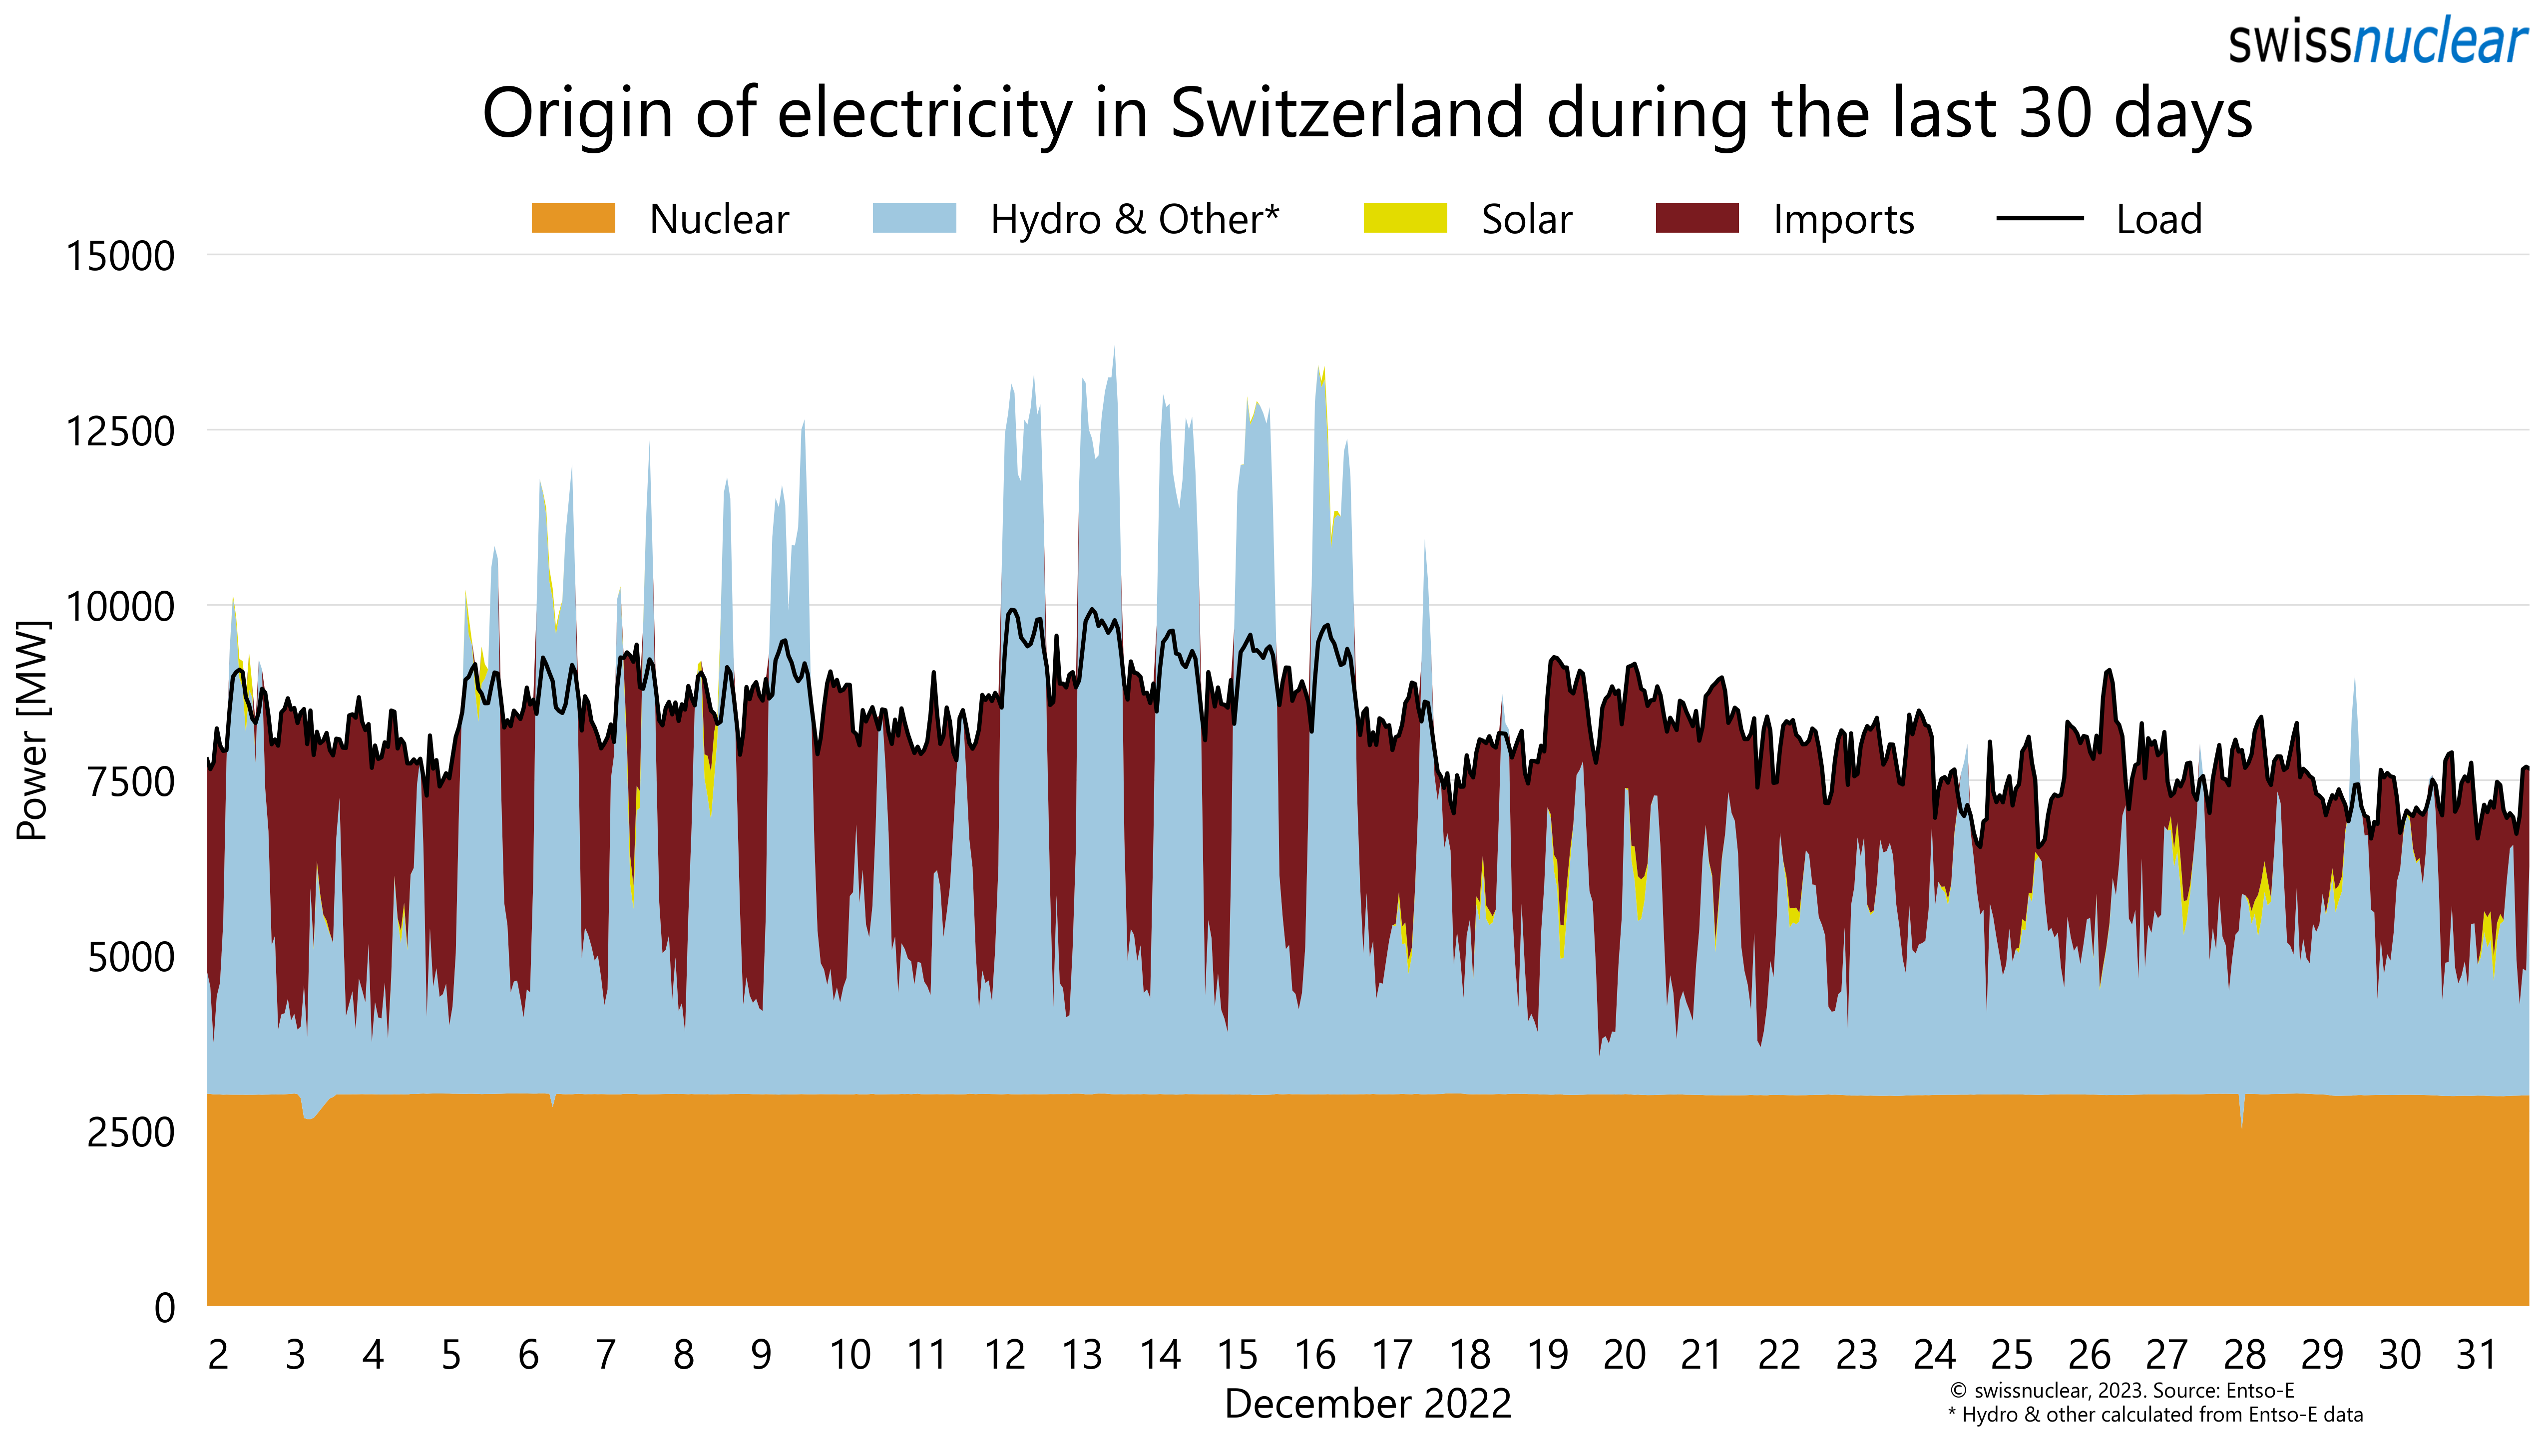 swissnuclear
Origin of electricity in Switzerland during the last 30 days
Nuclear Hydro & Other* Solar Imports Load
15000
12500
10000
7500
5000
2500
0
Power [MW]
2 3 4 5 6 7 8 9 10 11 12 13 14 15 16 17 18 19 20 21 22 23 24 25 26 27 28 29 30 31
December 2022
© swissnuclear, 2023. Source: Entso-E
* Hydro & other calculated from Entso-E data